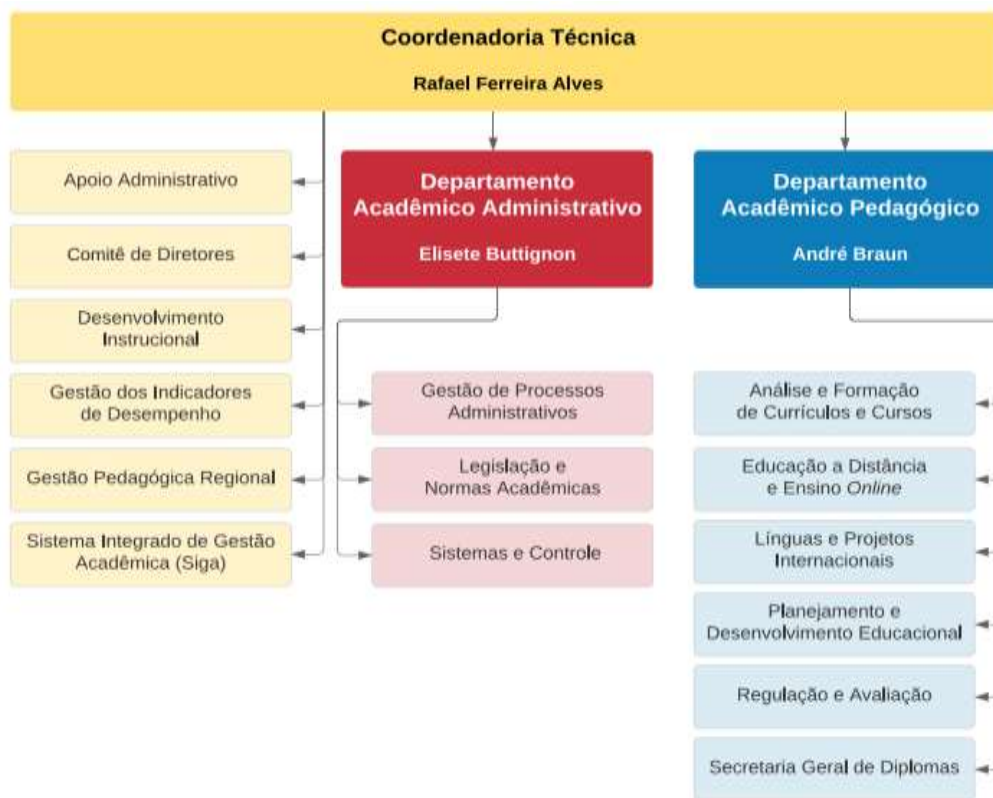 Coordenadoria Técnica
Rafael Ferreira Alves
Apoio Administrativo
Comitê de Diretores
Desenvolvimento
Instrucional
Gestão dos Indicadores
de Desempenho
Gestão Pedagógica Regional
Sistema Integrado de Gestão
Acadêmica (Siga)
Departamento
Acadêmico Administrativo
Elisete Buttignon
Gestão de Processos
Administrativos
Legislação e
Normas Acadêmicas
Sistemas e Controle
Departamento
Acadêmico Pedagógico
André Braun
Análise e Formação
de Currículos e Cursos
Educação a Distância
e Ensino Online
Línguas e Projetos
Internacionais
Planejamento e
Desenvolvimento Educacional
Regulação e Avaliação
Secretaria Geral de Diplomas